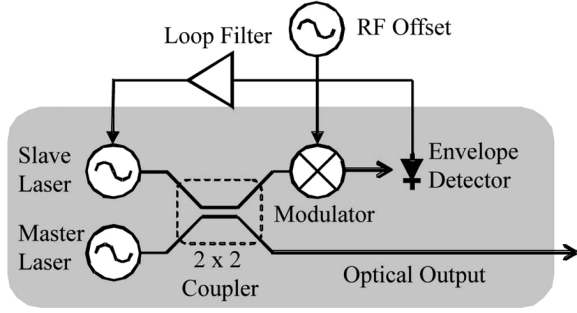 Loop Filter
RF Offset
Slave
Laser
Envelope
Detector
Modulator
Master
Laser
2 x 2
Coupler
Optical Output